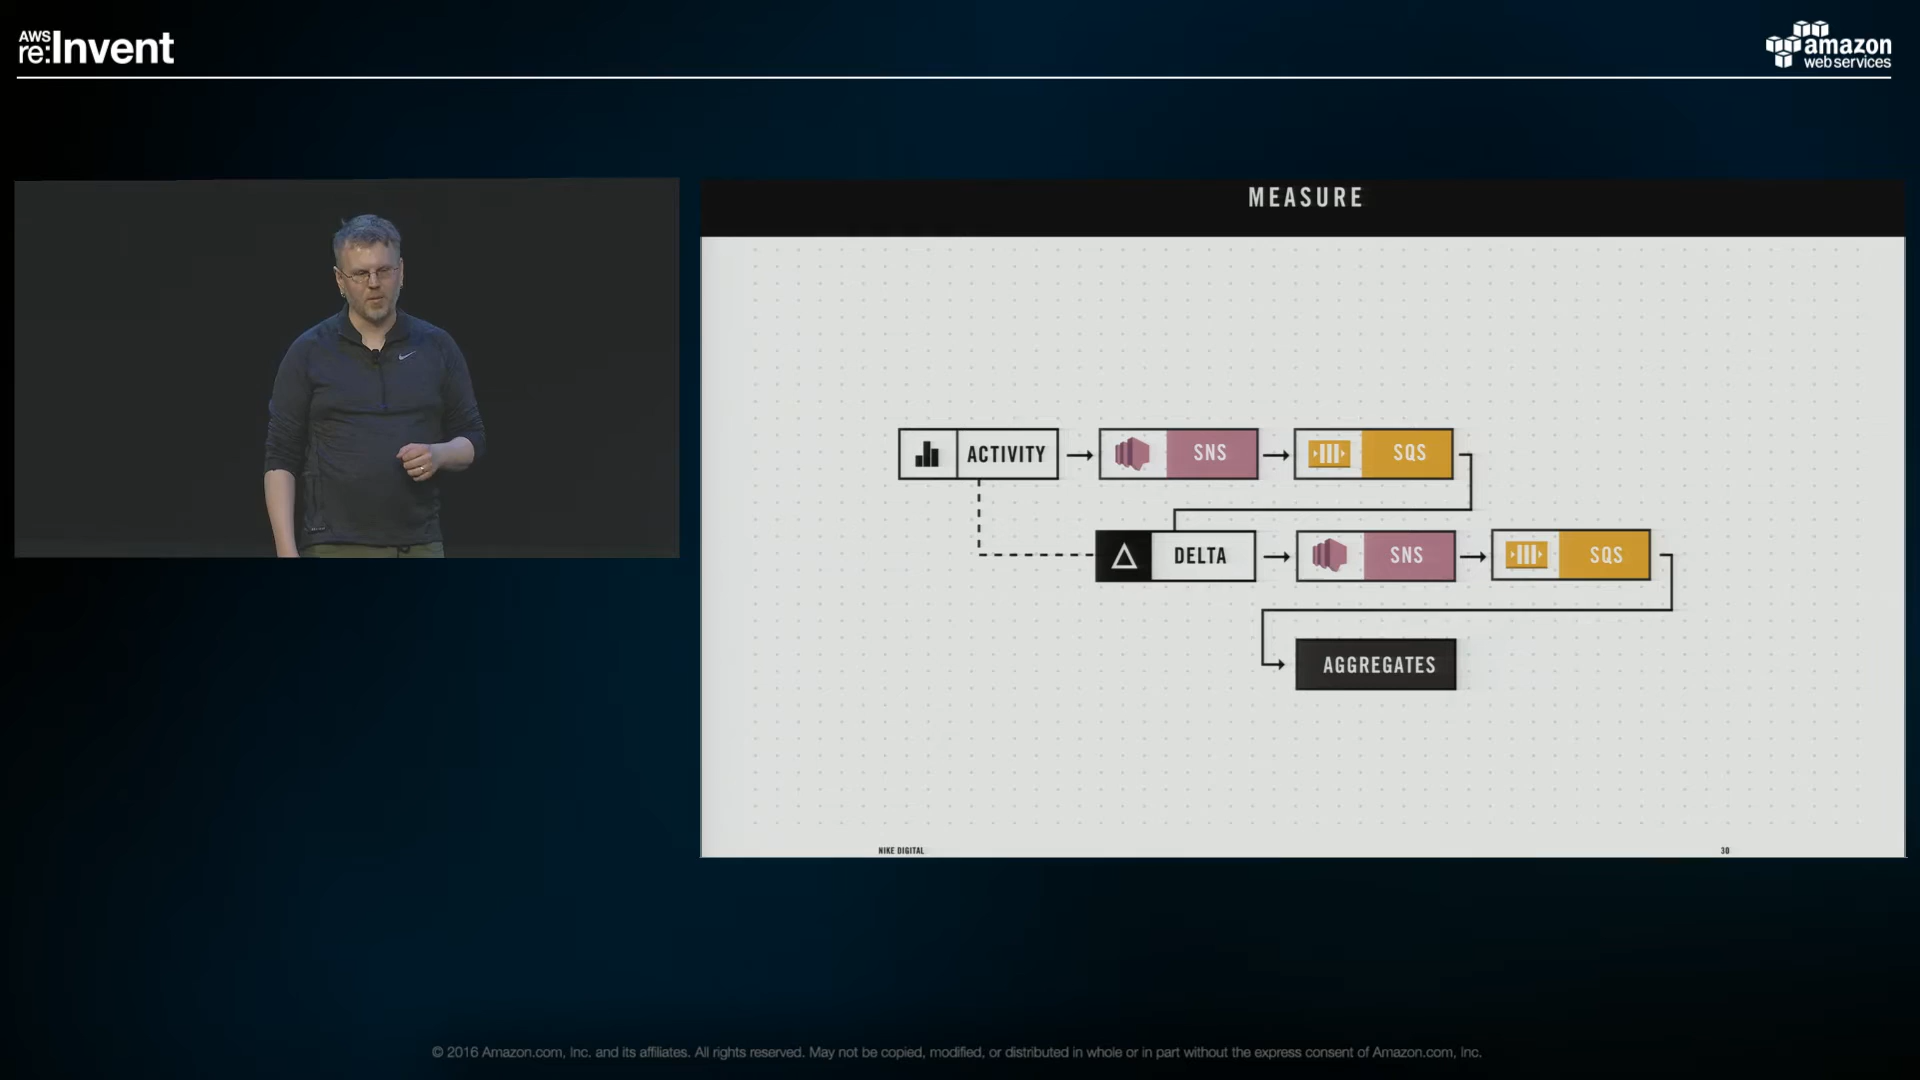 AWS
re:Invent
amazon
web services
MEASURE
ACTIVITY
SNS
SQS
DELTA
SNS
SQS
AGGREGATES
NIKE DIGITAL
30
© 2016 Amazon.com, Inc. and its affiliates. All rights reserved. May not be copied, modified, or distributed in whole or in part without the express consent of Amazon.com, Inc.